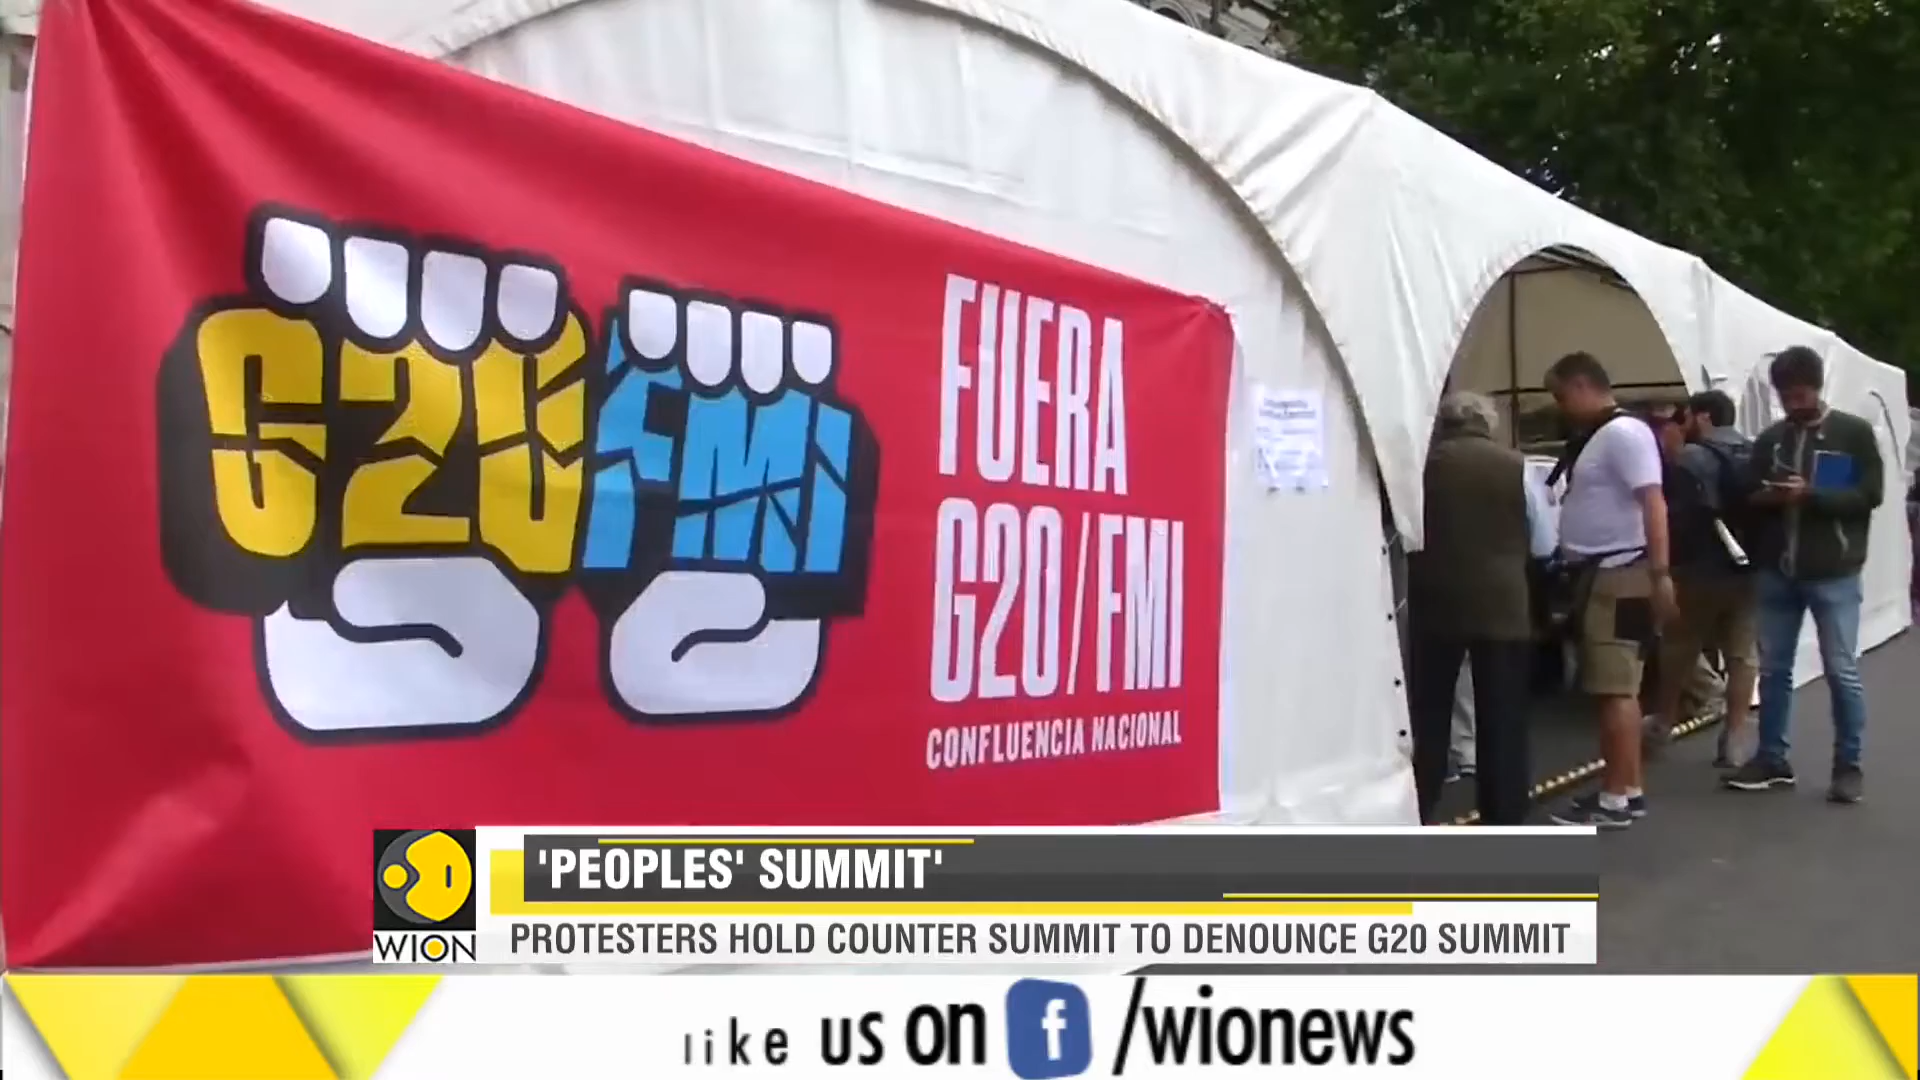 G20
FMI
FUERA
G20/FMI
CONFLUENCIA NACIONAL
'PEOPLES' SUMMIT'
WION
PROTESTERS HOLD COUNTER SUMMIT TO DENOUNCE G20 SUMMIT
like us on f /wionews